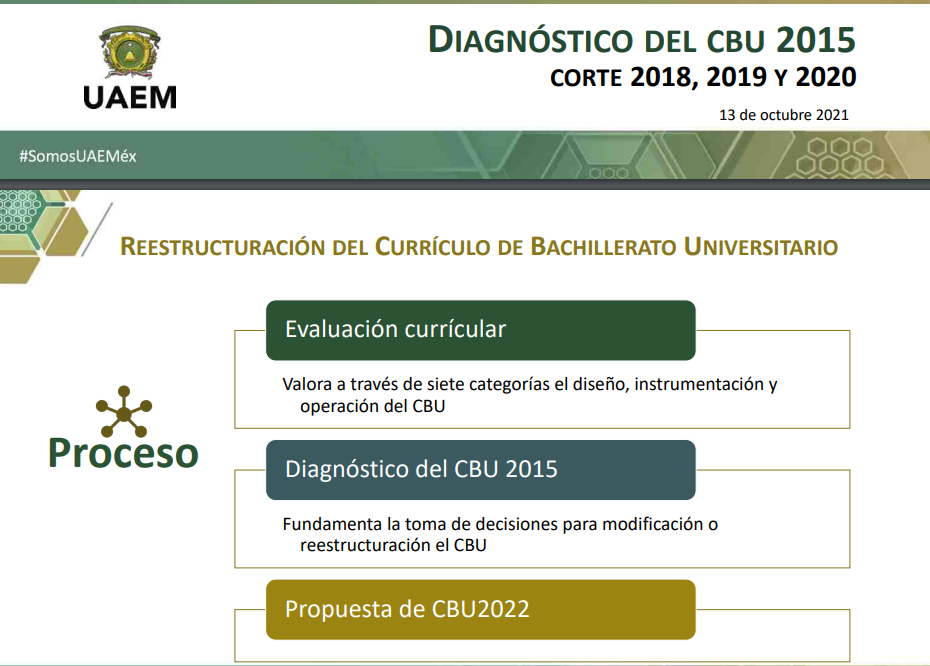 UAEM
DIAGNÓSTICO DEL CBU 2015
CORTE 2018, 2019 Y 2020
13 de octubre 2021
#SomosUAEMéx
REESTRUCTURACIÓN DEL CURRÍCULO DE BACHILLERATO UNIVERSITARIO
Proceso
Evaluación currícular
Valora a través de siete categorías el diseño, instrumentación y
operación del CBU
Diagnóstico del CBU 2015
Fundamenta la toma de decisiones para modificación o
reestructuración el CBU
Propuesta de CBU2022